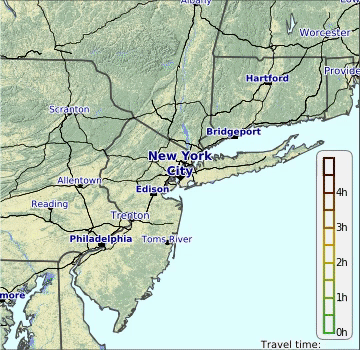 Albany
Worcester
Hartford
Provide
Scranton
Bridgeport
New York
City
Allentown
Edison
Reading
Trenton
Philadelphia
Toms River
more
4h
3h
2h
1h
0h
Travel time: